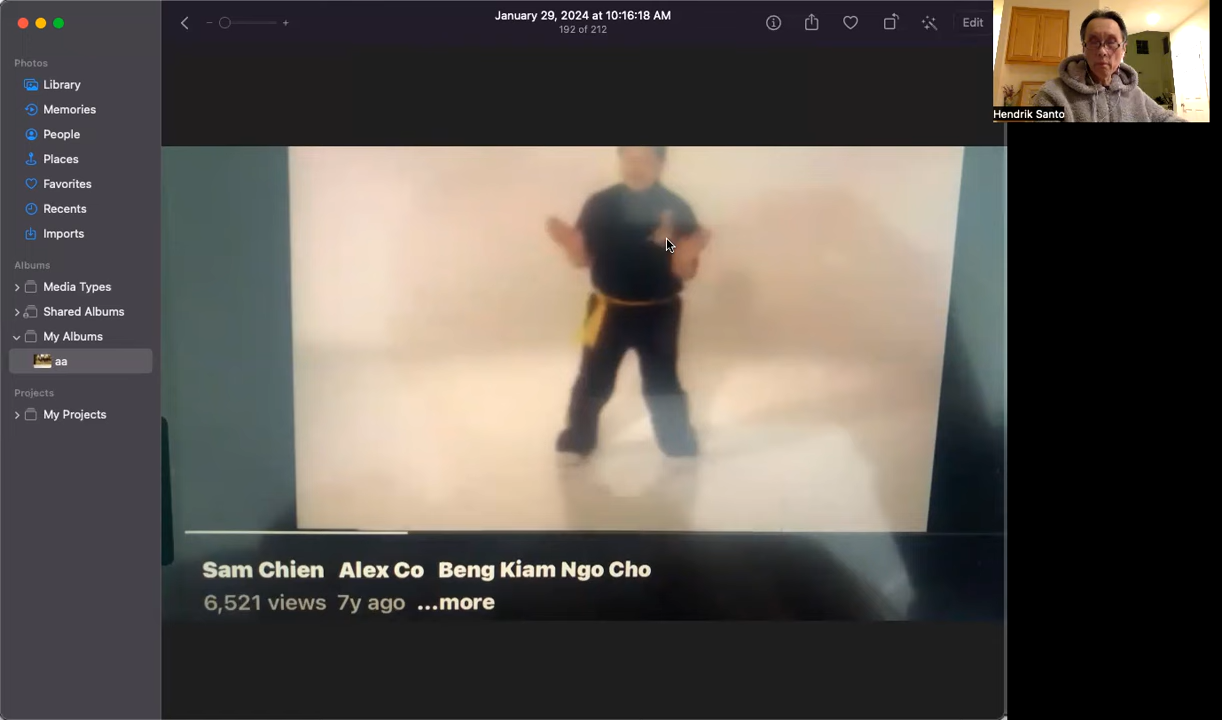 January 29, 2024 at 10:16:18 AM
192 of 212
Edit
Photos
Library
Memories
People
Places
Favorites
Recents
Imports
Albums
Media Types
Shared Albums
My Albums
aa
Projects
My Projects
Hendrik Santo
Sam Chien Alex Co Beng Kiam Ngo Cho
6,521 views 7y ago ...more